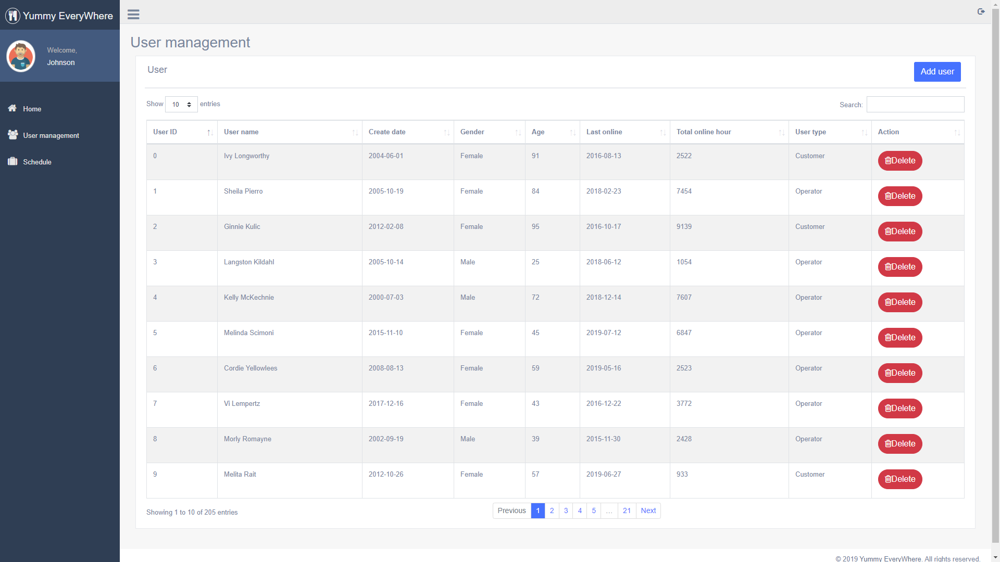 Yummy EveryWhere
Welcome,
Johnson
Home
User management
Schedule
User management
User
Add user
Show 10 entries
Search:
User ID User name Create date Gender Age Last online Total online hour User type Action
0 Ivy Longworthy 2004-06-01 Female 91 2016-08-13 2522 Customer Delete
1 Sheila Pierro 2005-10-19 Female 84 2018-02-23 7454 Operator Delete
2 Ginnie Kulic 2012-02-08 Female 95 2016-10-17 9139 Customer Delete
3 Langston Kildahl 2005-10-14 Male 25 2018-06-12 1054 Operator Delete
4 Kelly McKechnie 2000-07-03 Male 72 2018-12-14 7607 Operator Delete
5 Melinda Scimoni 2015-11-10 Female 45 2019-07-12 6847 Operator Delete
6 Cordie Yellowlees 2008-08-13 Female 59 2019-05-16 2523 Operator Delete
7 Vi Lempertz 2017-12-16 Female 43 2016-12-22 3772 Operator Delete
8 Morly Romayne 2002-09-19 Male 39 2015-11-30 2428 Operator Delete
9 Melita Rait 2012-10-26 Female 57 2019-06-27 933 Customer Delete
Showing 1 to 10 of 205 entries
Previous 1 2 3 4 5 … 21 Next
© 2019 Yummy EveryWhere. All rights reserved.